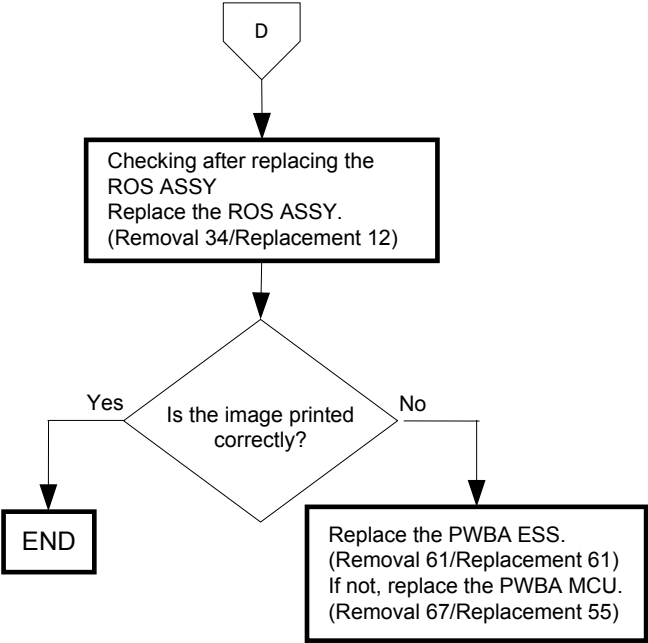 D
Checking after replacing the
ROS ASSY
Replace the ROS ASSY.
(Removal 34/Replacement 12)
Yes
No
Is the image printed
correctly?
END
Replace the PWBA ESS.
(Removal 61/Replacement 61)
If not, replace the PWBA MCU.
(Removal 67/Replacement 55)